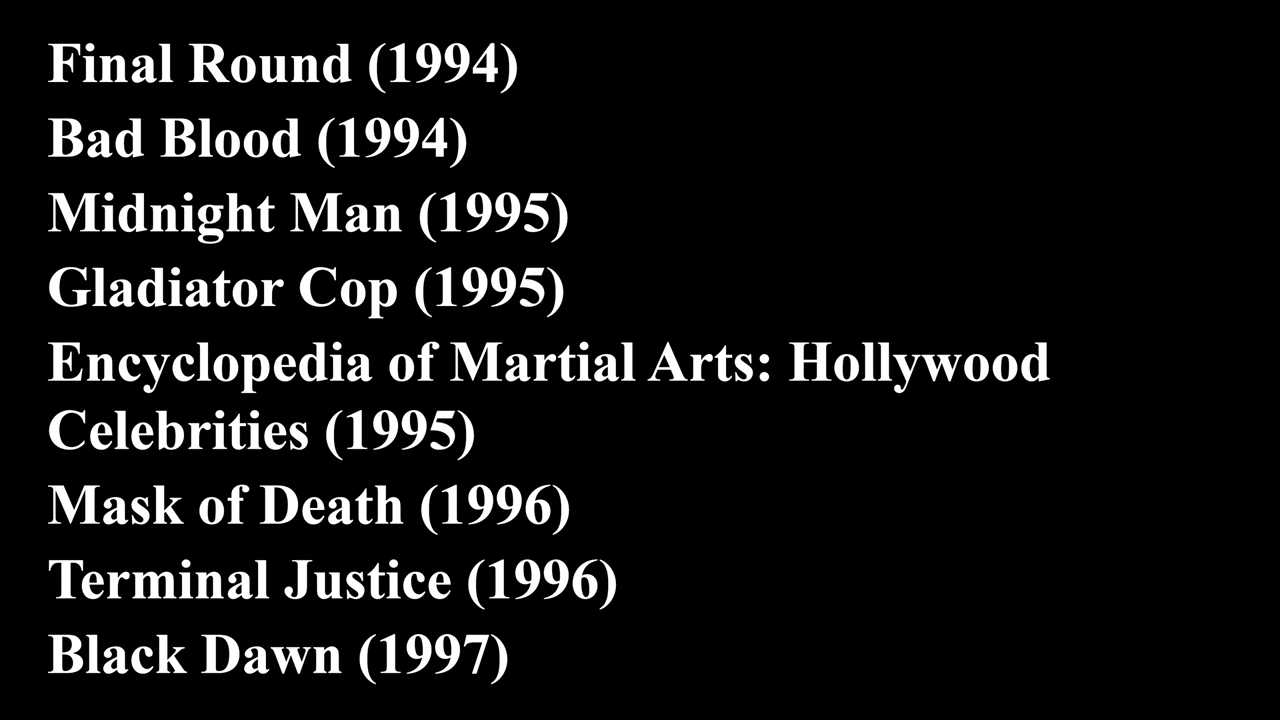 Final Round (1994)
Bad Blood (1994)
Midnight Man (1995)
Gladiator Cop (1995)
Encyclopedia of Martial Arts: Hollywood
Celebrities (1995)
Mask of Death (1996)
Terminal Justice (1996)
Black Dawn (1997)